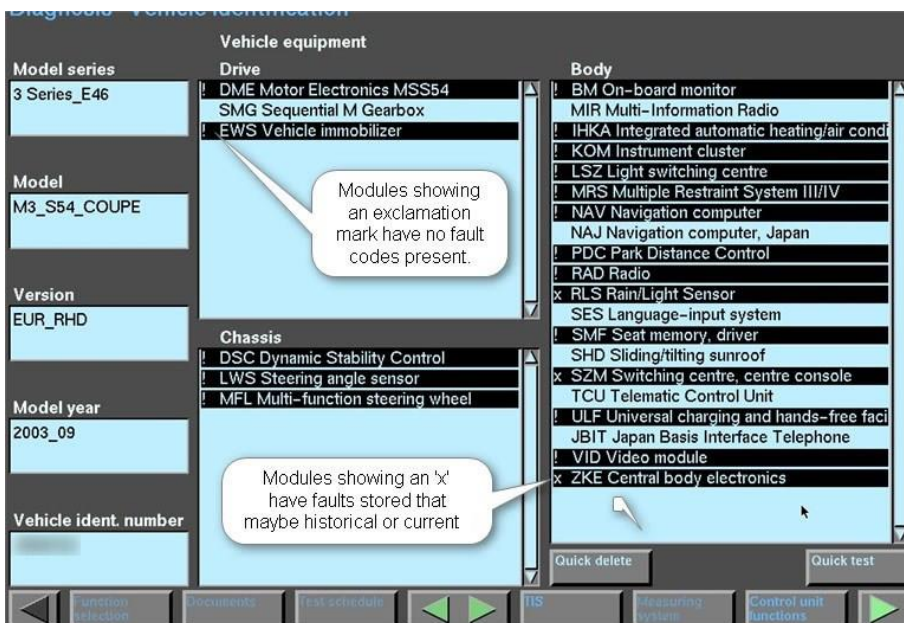 Diagnosis Vehicle identification
Vehicle equipment
Model series
3 Series_E46
Model
M3_S54_COUPE
Version
EUR_RHD
Model year
2003_09
Vehicle ident. number
Drive
! DME Motor Electronics MSS54
SMG Sequential M Gearbox
! EWS Vehicle immobilizer
Modules showing
an exclamation
mark have no fault
codes present.
Chassis
! DSC Dynamic Stability Control
! LWS Steering angle sensor
! MFL Multi-function steering wheel
Modules showing an 'x'
have faults stored that
maybe historical or current
Body
! BM On-board monitor
MIR Multi-Information Radio
! IHKA Integrated automatic heating/air condi
! KOM Instrument cluster
! LSZ Light switching centre
! MRS Multiple Restraint System III/IV
! NAV Navigation computer
NAJ Navigation computer, Japan
! PDC Park Distance Control
! RAD Radio
x RLS Rain/Light Sensor
SES Language-input system
! SMF Seat memory, driver
SHD Sliding/tilting sunroof
x SZM Switching centre, centre console
TCU Telematic Control Unit
! ULF Universal charging and hands-free faci
JBIT Japan Basis Interface Telephone
! VID Video module
x ZKE Central body electronics
Quick delete
Quick test
Function
selection
Documents
Test schedule
TIS
Measuring
system
Control unit
functions